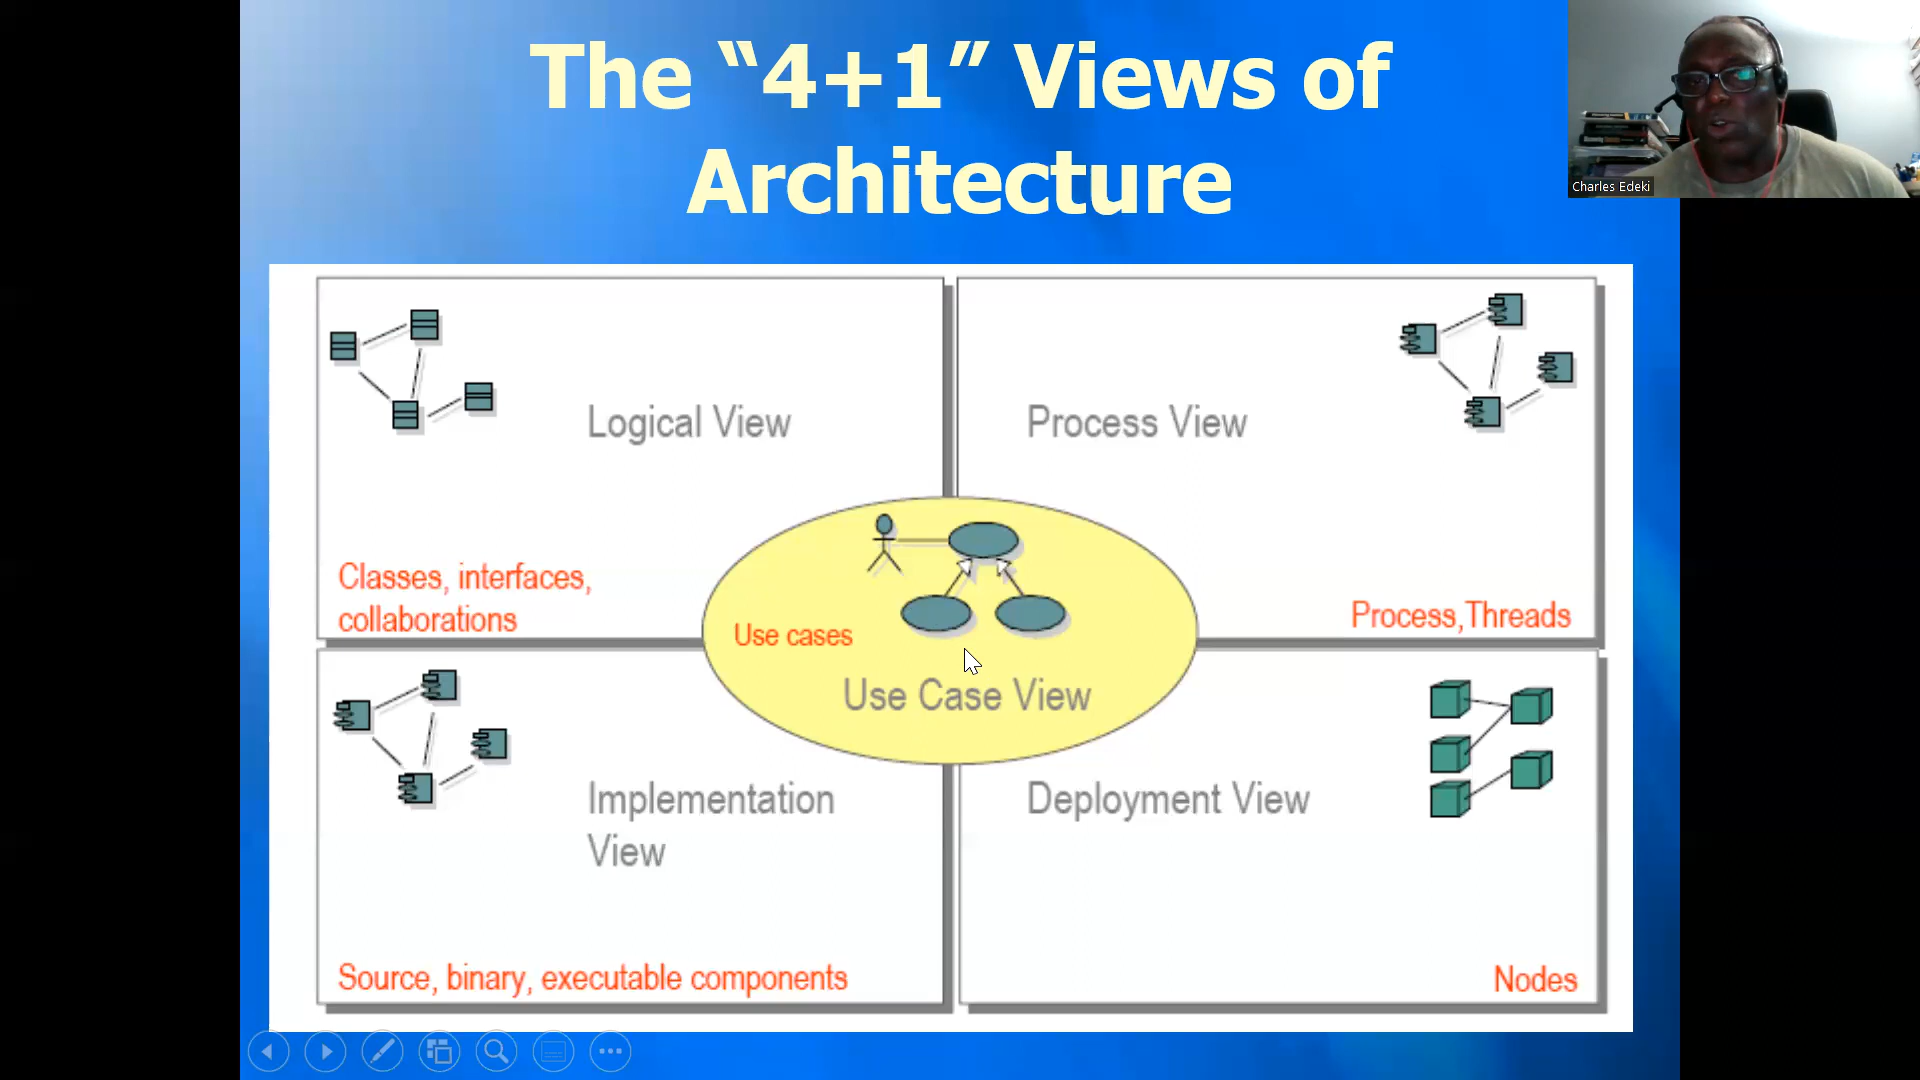 The “4+1” Views of
Architecture
Charles Edeki
Logical View
Process View
Classes, interfaces,
collaborations
Process,Threads
Use cases
Use Case View
Implementation
View
Deployment View
Source, binary, executable components
Nodes